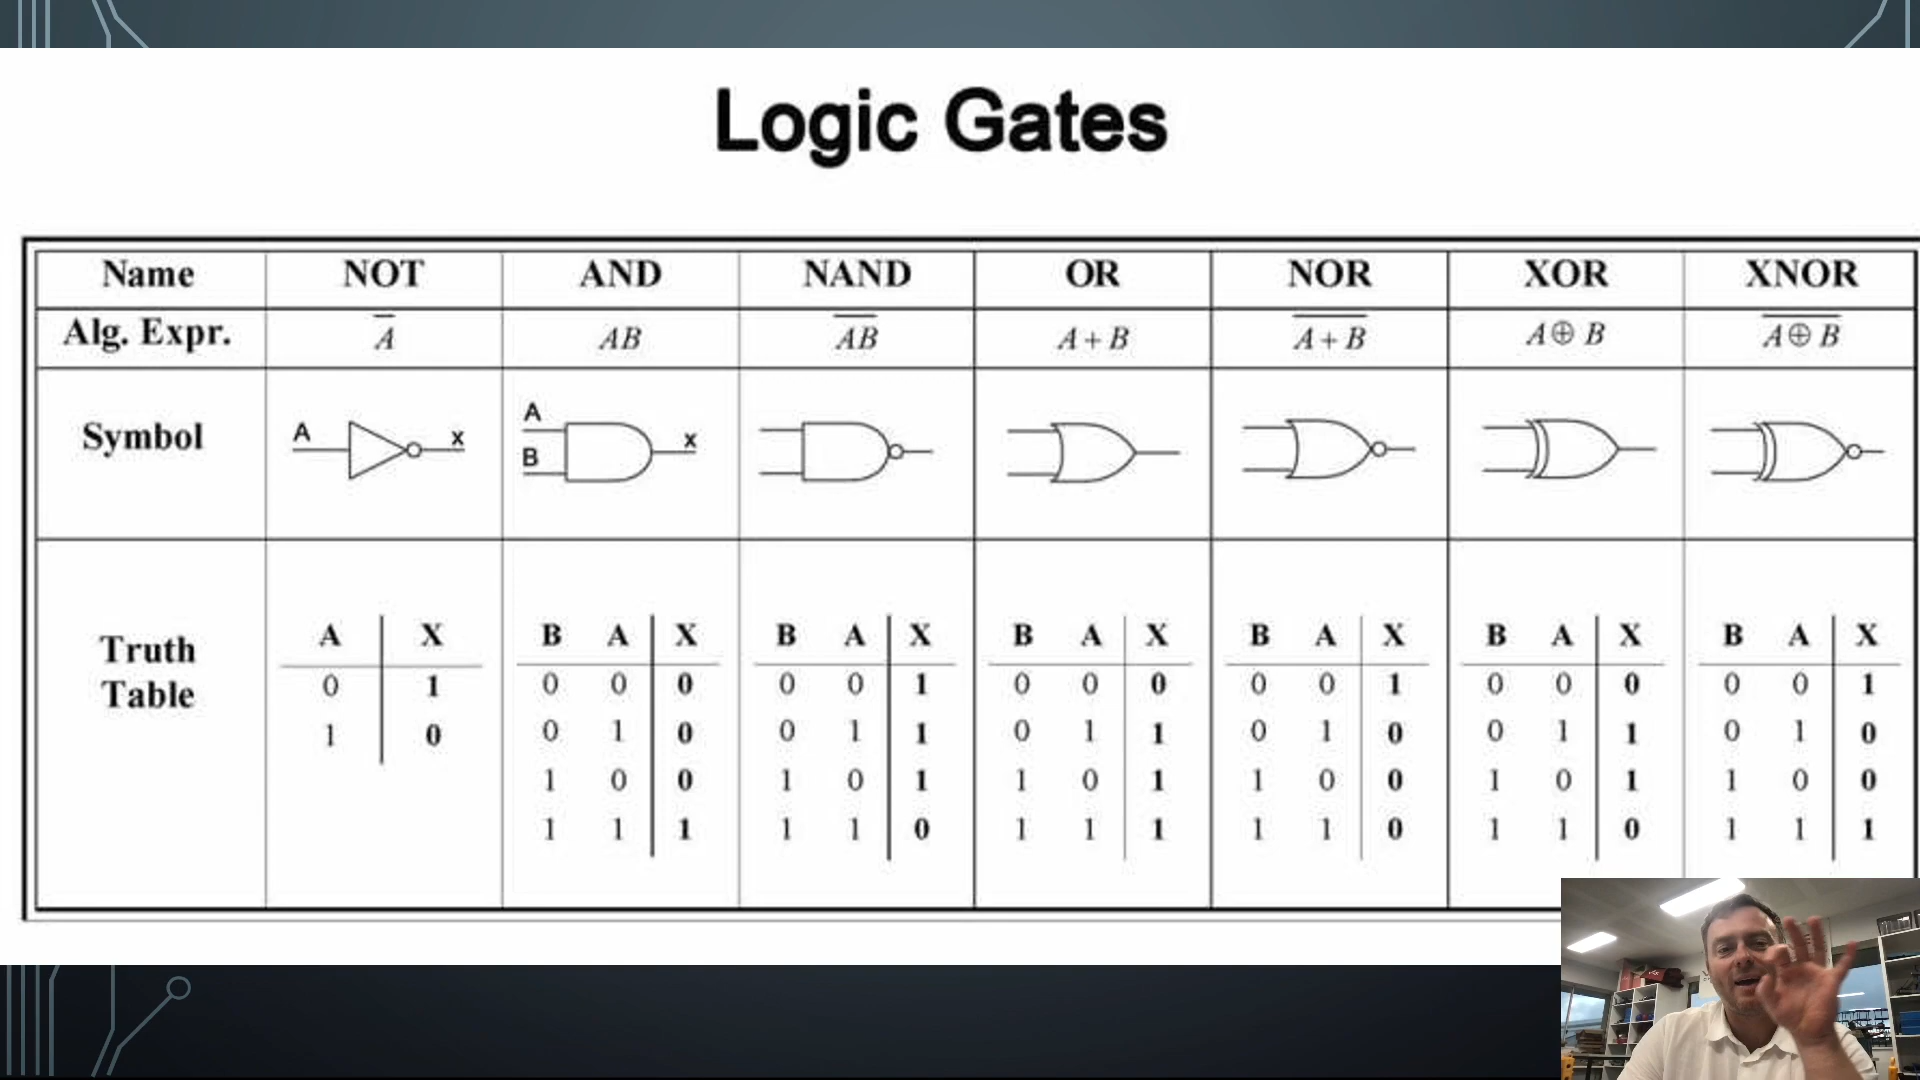 Logic Gates
Name NOT AND NAND OR NOR XOR XNOR
Alg. Expr. A̅ AB A̅B̅ A + B A̅ ̅+̅ ̅B̅ A ⊕ B A̅ ̅⊕̅ ̅B̅
Symbol A x A B x
Truth Table
A X B A X B A X B A X B A X B A X B A X
0 1 0 0 0 0 0 1 0 0 0 0 0 1 0 0 0 0 0 1
1 0 0 1 0 0 1 1 0 1 1 0 1 0 0 1 1 0 1 0
1 0 0 1 0 1 1 0 1 1 0 0 1 0 1 1 0 0
1 1 1 1 1 0 1 1 1 1 1 0 1 1 0 1 1 1